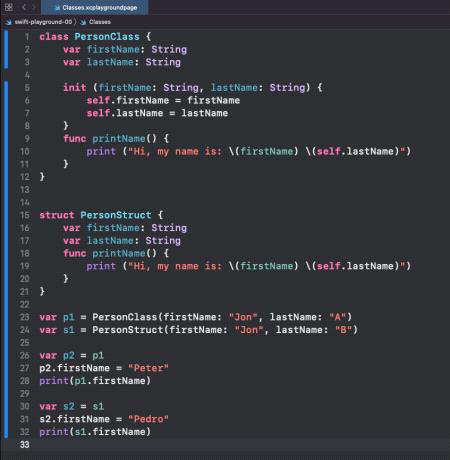 Classes.xcplaygroundpage
swift-playground-00 〉 Classes
1 class PersonClass {
2     var firstName: String
3     var lastName: String
4
5     init (firstName: String, lastName: String) {
6         self.firstName = firstName
7         self.lastName = lastName
8     }
9     func printName() {
10         print ("Hi, my name is: \(firstName) \(self.lastName)")
11     }
12 }
13
14
15 struct PersonStruct {
16     var firstName: String
17     var lastName: String
18     func printName() {
19         print ("Hi, my name is: \(firstName) \(self.lastName)")
20     }
21 }
22
23 var p1 = PersonClass(firstName: "Jon", lastName: "A")
24 var s1 = PersonStruct(firstName: "Jon", lastName: "B")
25
26 var p2 = p1
27 p2.firstName = "Peter"
28 print(p1.firstName)
29
30 var s2 = s1
31 s2.firstName = "Pedro"
32 print(s1.firstName)
33